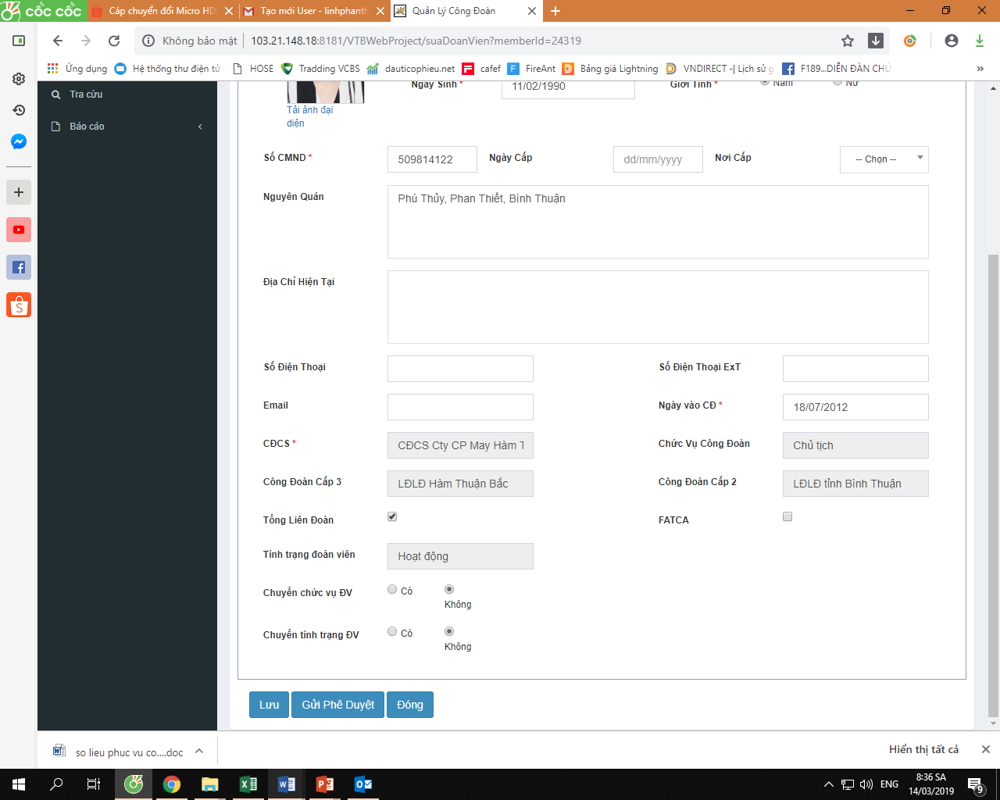 cốc cốc
Cáp chuyển đổi Micro HD
Tạo mới User - linhphanth
Quản Lý Công Đoàn
Không bảo mật
103.21.148.18:8181/VTBWebProject/suaDoanVien?memberId=24319
Ứng dụng
Hệ thống thư điện tử
HOSE
Tradding VCBS
dauticophieu.net
cafef
FireAnt
Bảng giá Lightning
VNDIRECT -| Lịch sử g
F189...DIỄN ĐÀN CHỨ
»
Tra cứu
Báo cáo
Tải ảnh đại
diện
Ngày Sinh *
11/02/1990
Giới Tính *
Nam
Nữ
Số CMND *
509814122
Ngày Cấp
dd/mm/yyyy
Nơi Cấp
-- Chọn --
Nguyên Quán
Phú Thủy, Phan Thiết, Bình Thuận
Địa Chỉ Hiện Tại
Số Điện Thoại
Số Điện Thoại ExT
Email
Ngày vào CĐ *
18/07/2012
CĐCS *
CĐCS Cty CP May Hàm T
Chức Vụ Công Đoàn
Chủ tịch
Công Đoàn Cấp 3
LĐLĐ Hàm Thuận Bắc
Công Đoàn Cấp 2
LĐLĐ tỉnh Bình Thuận
Tổng Liên Đoàn
FATCA
Tình trạng đoàn viên
Hoạt động
Chuyển chức vụ ĐV
Có
Không
Chuyển tình trạng ĐV
Có
Không
Lưu
Gửi Phê Duyệt
Đóng
so lieu phuc vu co....doc
Hiển thị tất cả
ENG
8:36 SA
14/03/2019
9